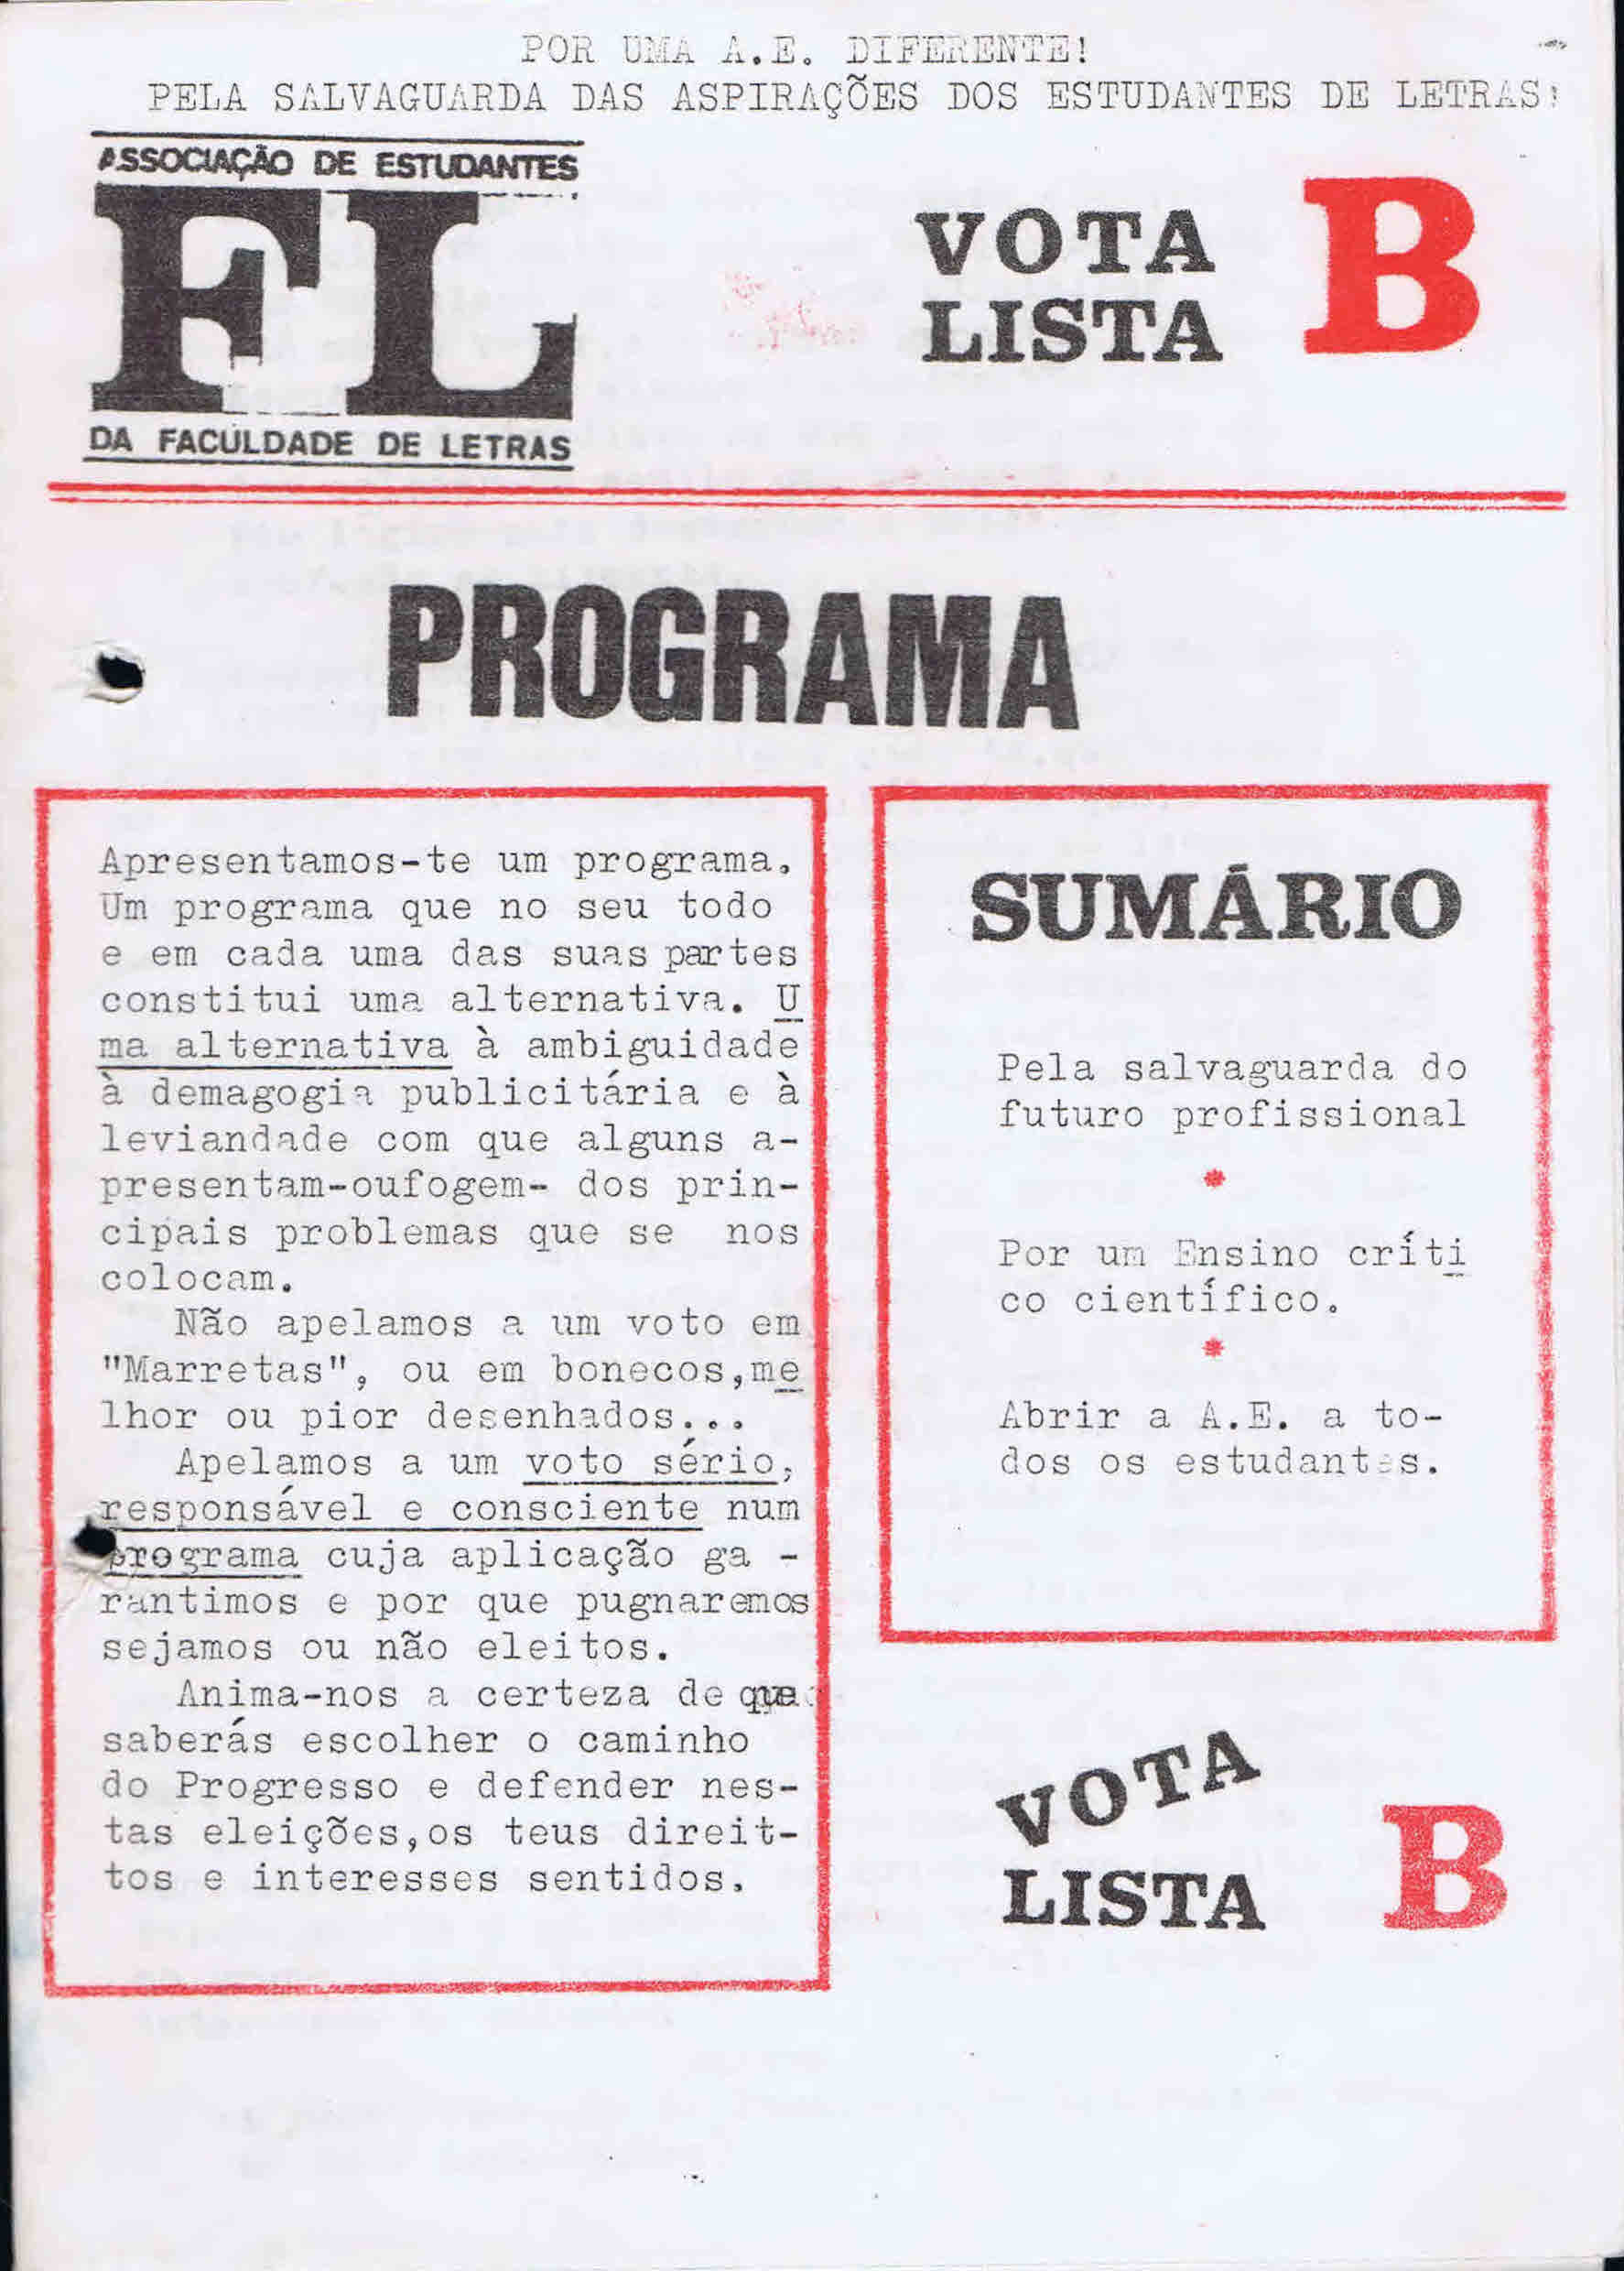 POR UMA A.E. DIFERENTE!
PELA SALVAGUARDA DAS ASPIRAÇÕES DOS ESTUDANTES DE LETRAS!
ASSOCIAÇÃO DE ESTUDANTES
FL
DA FACULDADE DE LETRAS
VOTA
LISTA
B
PROGRAMA
Apresentamos-te um programa.
Um programa que no seu todo
e em cada uma das suas partes
constitui uma alternativa. U
ma alternativa à ambiguidade
à demagogia publicitária e à
leviandade com que alguns a-
presentam-oufogem- dos prin-
cipais problemas que se nos
colocam.
Não apelamos a um voto em
"Marretas", ou em bonecos,me
lhor ou pior desenhados...
Apelamos a um voto sério,
responsável e consciente num
programa cuja aplicação ga -
rantimos e por que pugnaremos
sejamos ou não eleitos.
Anima-nos a certeza de que
saberás escolher o caminho
do Progresso e defender nes-
tas eleições,os teus direit-
tos e interesses sentidos.
SUMÁRIO
Pela salvaguarda do
futuro profissional
*
Por um Ensino críti
co científico.
*
Abrir a A.E. a to-
dos os estudantes.
VOTA
LISTA
B